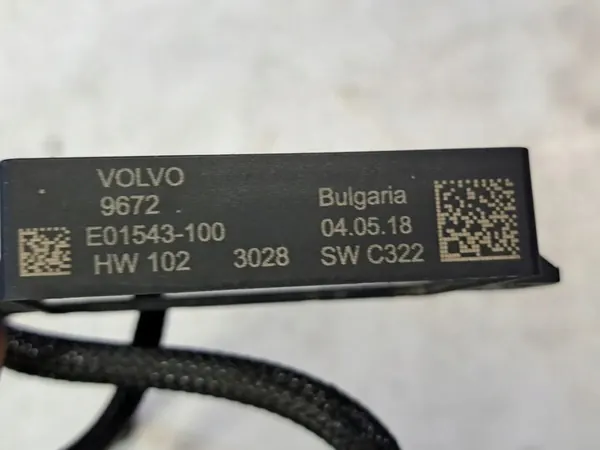 VOLVO
9672
E01543-100
HW 102
3028
Bulgaria
04.05.18
SW C322